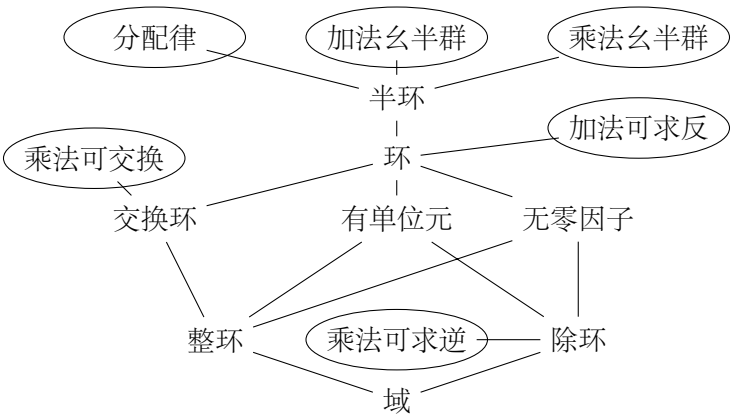 分配律
加法幺半群
乘法幺半群
半环
加法可求反
乘法可交换
环
交换环
有单位元
无零因子
整环
乘法可求逆
除环
域